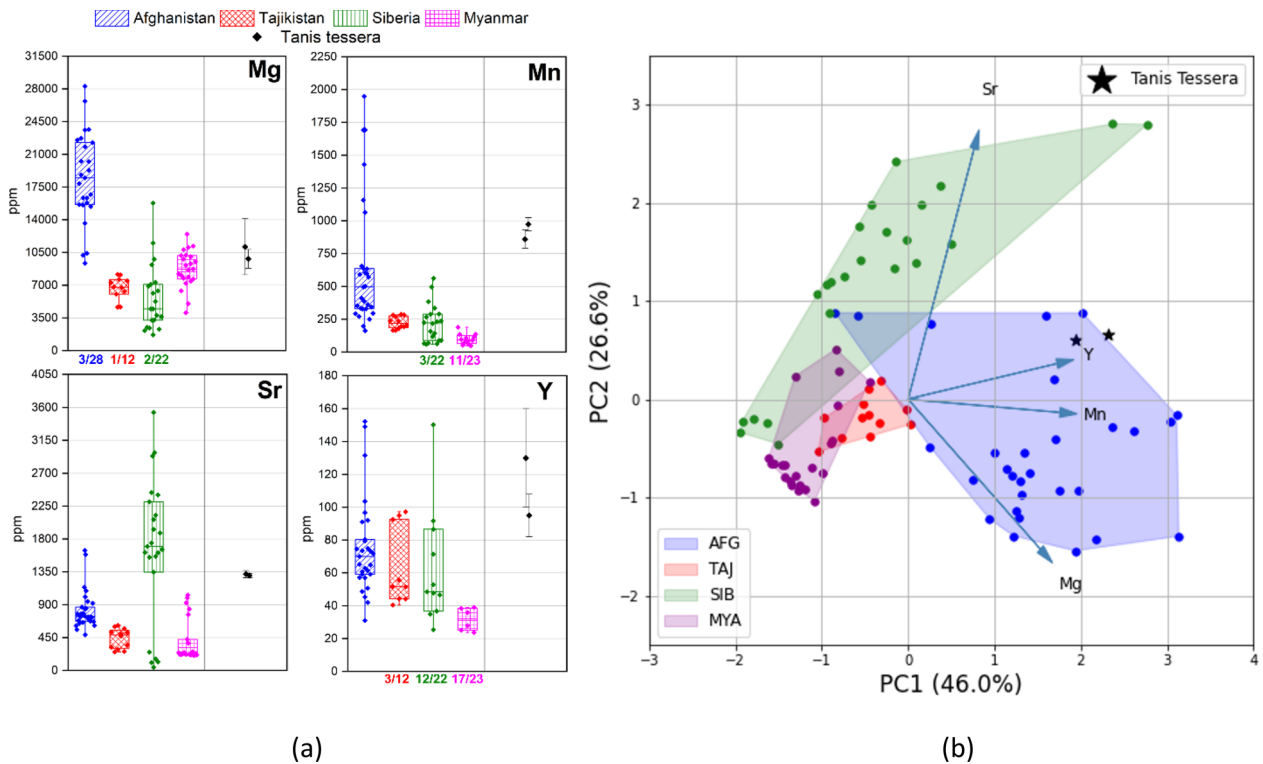 Afghanistan Tajikistan Siberia Myanmar
Tanis tessera
Mg
31500
28000
24500
21000
17500
14000
10500
7000
3500
0
ppm
3/28 1/12 2/22
Mn
2250
2000
1750
1500
1250
1000
750
500
250
0
ppm
3/22 11/23
Sr
4050
3600
3150
2700
2250
1800
1350
900
450
0
ppm
Y
180
160
140
120
100
80
60
40
20
0
ppm
3/12 12/22 17/23
(a)
Tanis Tessera
Sr
Y
Mn
Mg
3
2
1
0
−1
−2
PC2 (26.6%)
AFG
TAJ
SIB
MYA
−3 −2 −1 0 1 2 3 4
PC1 (46.0%)
(b)